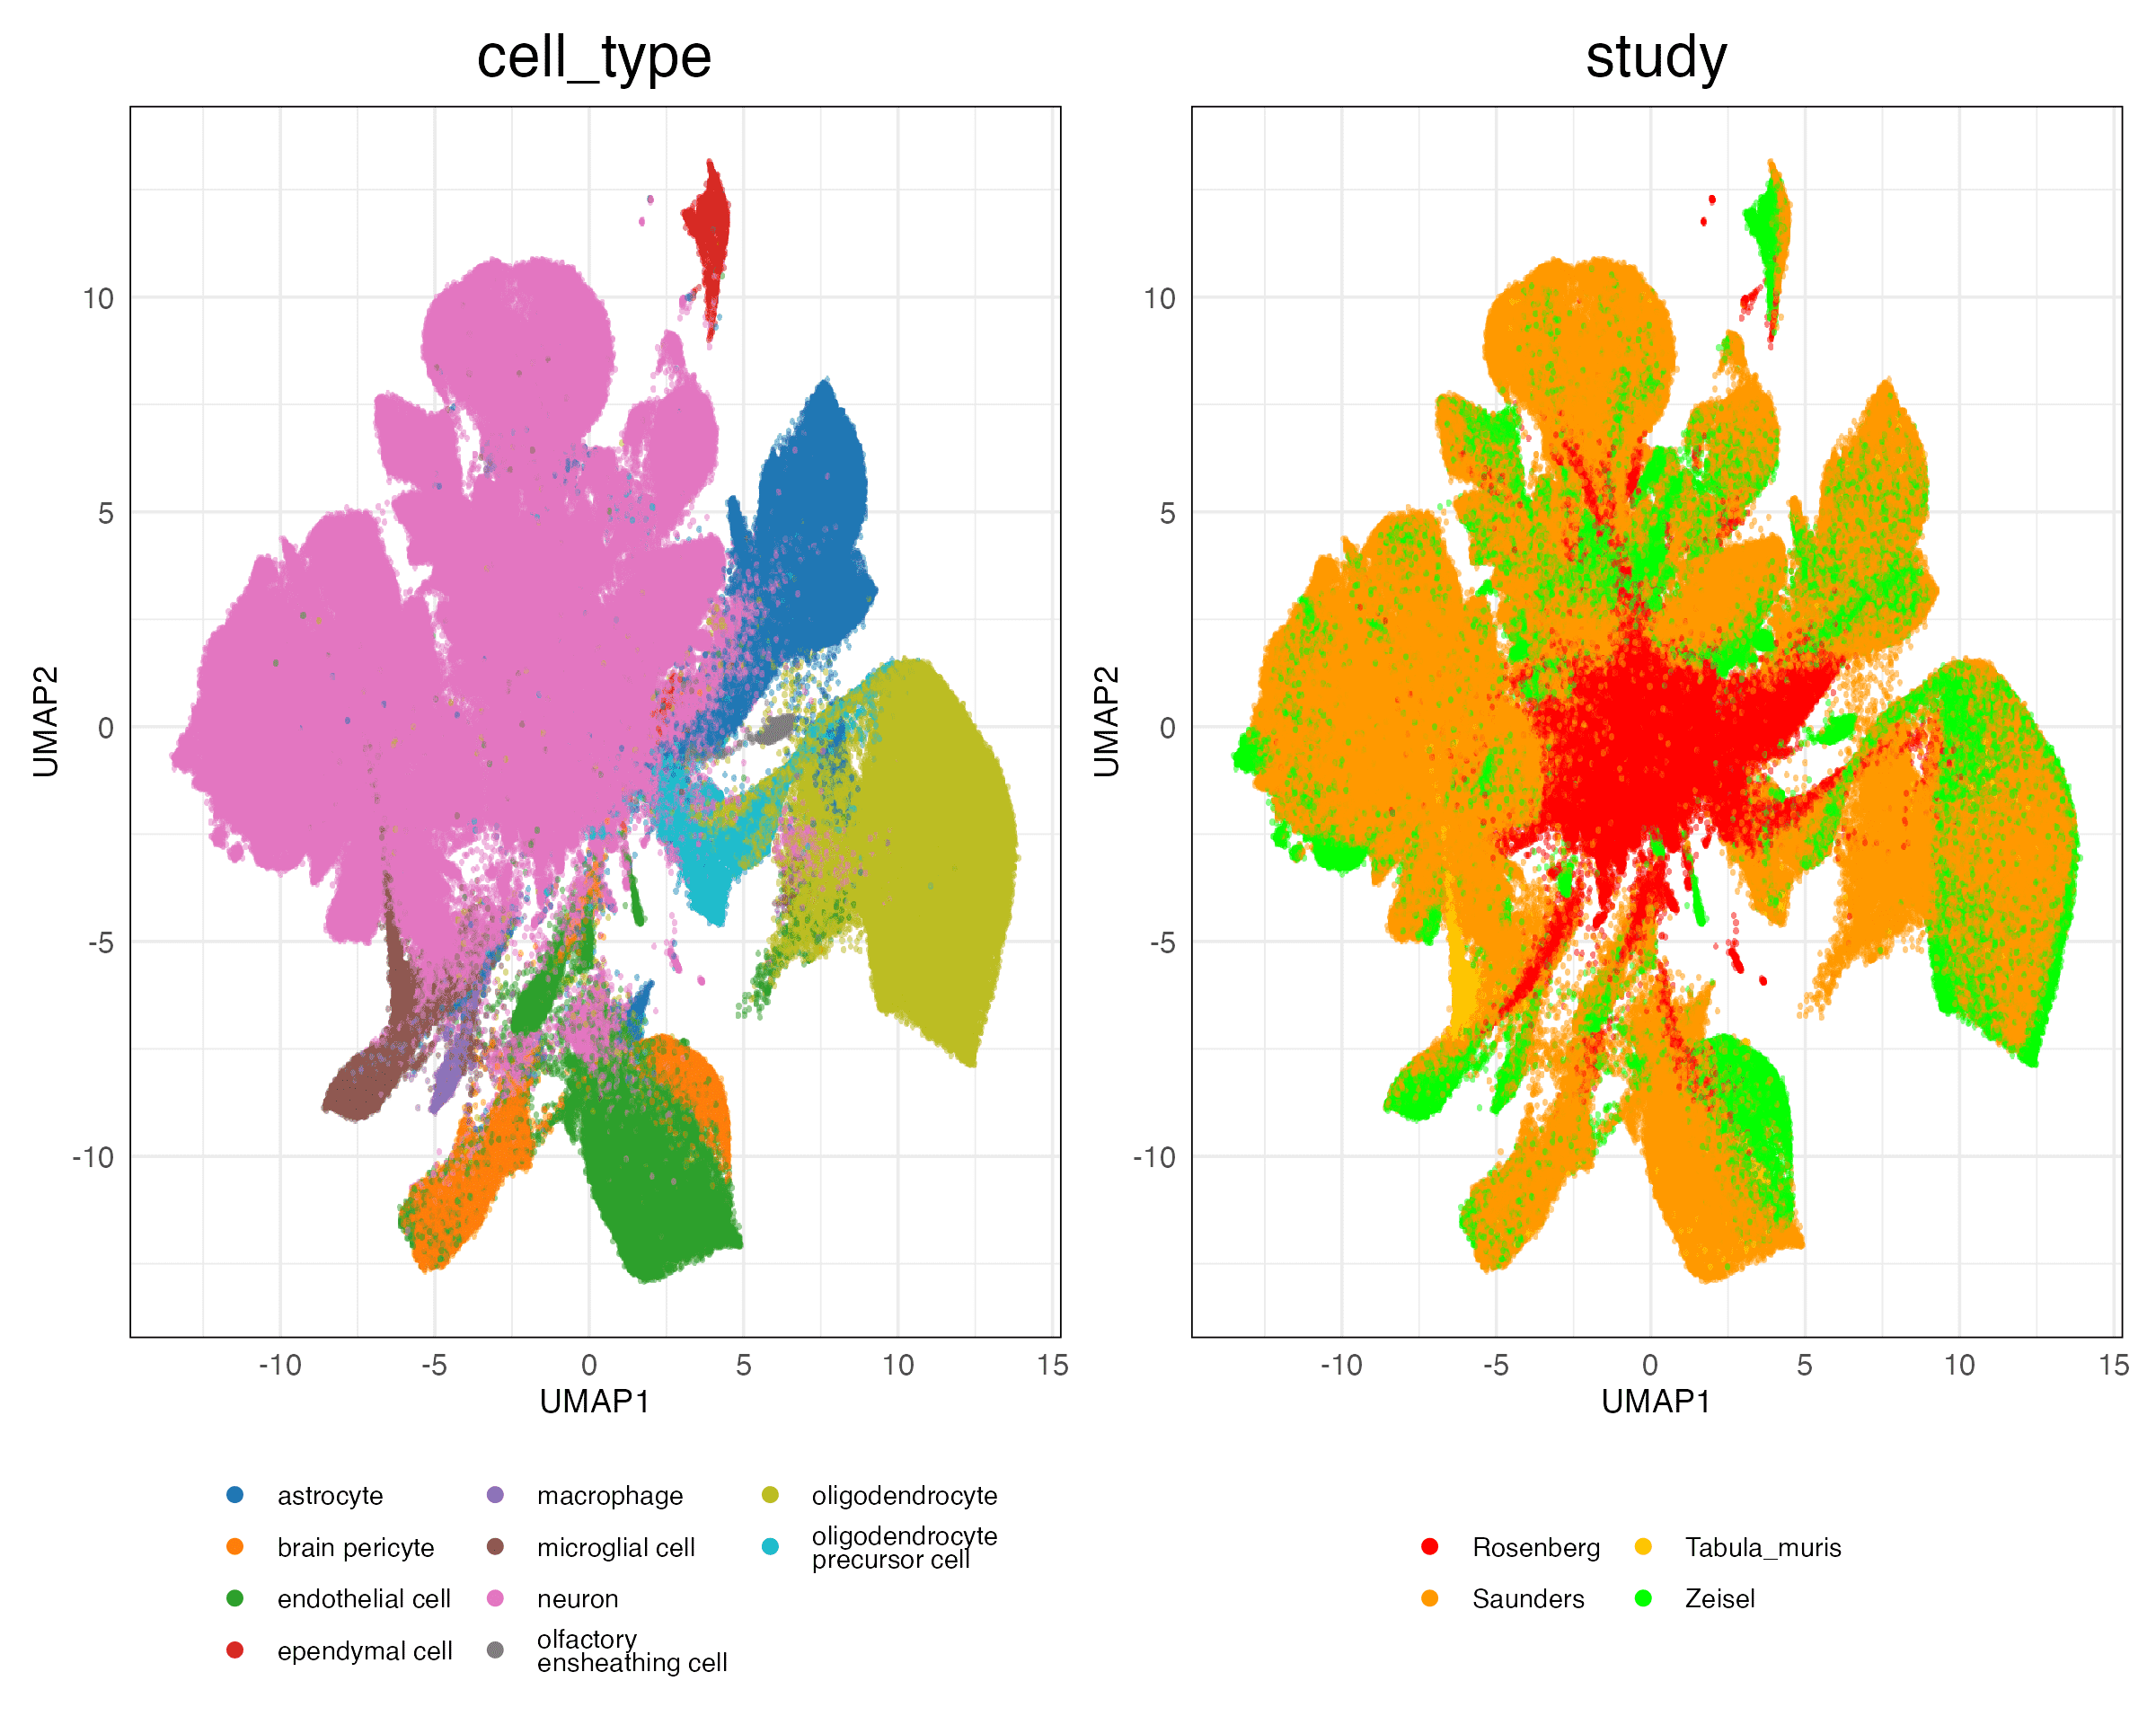 cell_type
study
UMAP2
10
5
0
-5
-10
-10 -5 0 5 10 15
UMAP1
UMAP2
10
5
0
-5
-10
-10 -5 0 5 10 15
UMAP1
astrocyte
brain pericyte
endothelial cell
ependymal cell
macrophage
microglial cell
neuron
olfactory
ensheathing cell
oligodendrocyte
oligodendrocyte
precursor cell
Rosenberg
Saunders
Tabula_muris
Zeisel